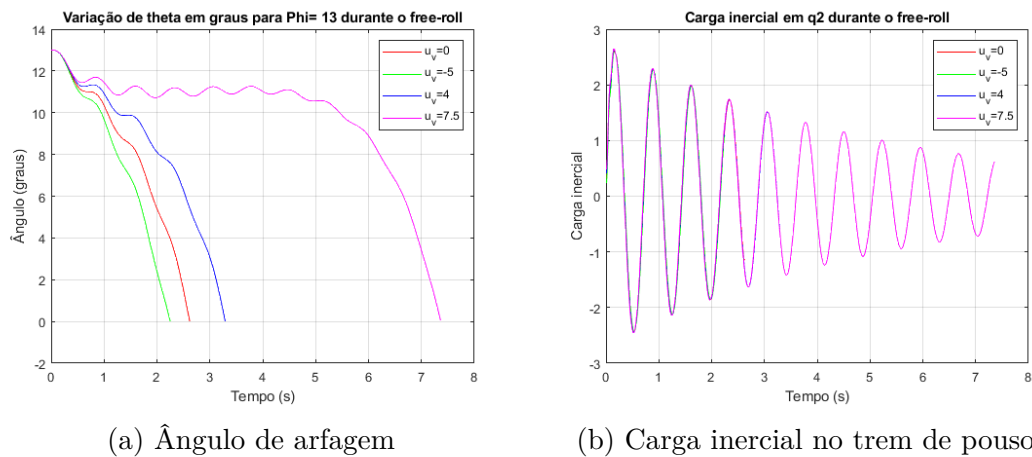 Variação de theta em graus para Phi= 13 durante o free-roll
14
12
10
8
6
4
2
0
-2
Ângulo (graus)
u_v=0
u_v=-5
u_v=4
u_v=7.5
0 1 2 3 4 5 6 7 8
Tempo (s)
(a) Ângulo de arfagem
Carga inercial em q2 durante o free-roll
3
2
1
0
-1
-2
-3
Carga inercial
u_v=0
u_v=-5
u_v=4
u_v=7.5
0 1 2 3 4 5 6 7 8
Tempo (s)
(b) Carga inercial no trem de pouso